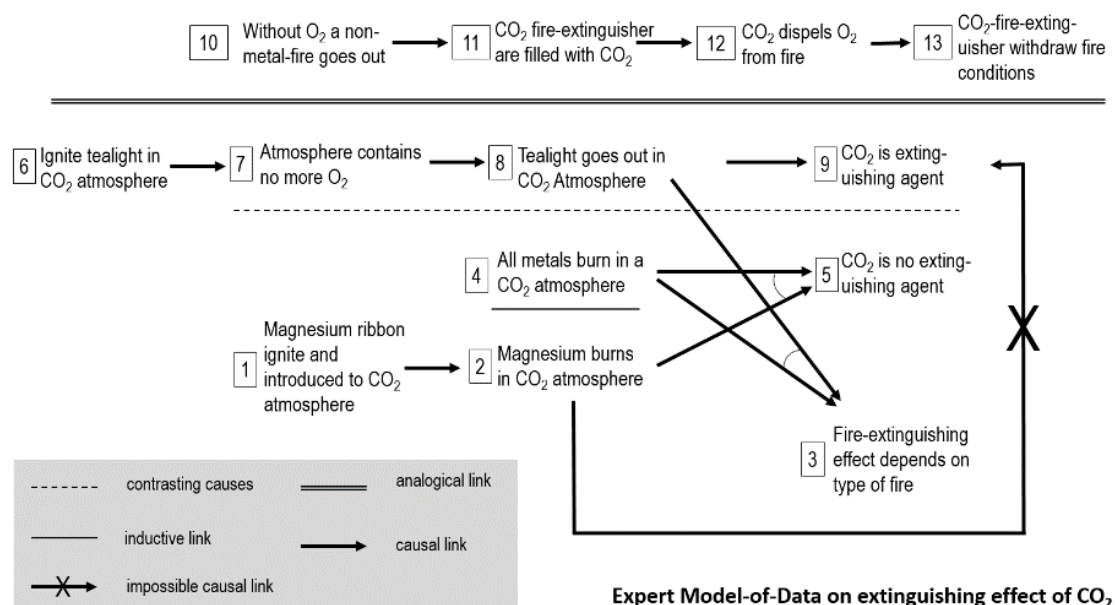 10 Without O₂ a non-
metal-fire goes out
11 CO₂ fire-extinguisher
are filled with CO₂
12 CO₂ dispels O₂
from fire
13 CO₂-fire-exting-
uisher withdraw fire
conditions
6 Ignite tealight in
CO₂ atmosphere
7 Atmosphere contains
no more O₂
8 Tealight goes out in
CO₂ Atmosphere
9 CO₂ is exting-
uishing agent
4 All metals burn in a
CO₂ atmosphere
5 CO₂ is no exting-
uishing agent
1 Magnesium ribbon
ignite and
introduced to CO₂
atmosphere
2 Magnesium burns
in CO₂ atmosphere
3 Fire-extinguishing
effect depends on
type of fire
contrasting causes
analogical link
inductive link
causal link
impossible causal link
Expert Model-of-Data on extinguishing effect of CO₂